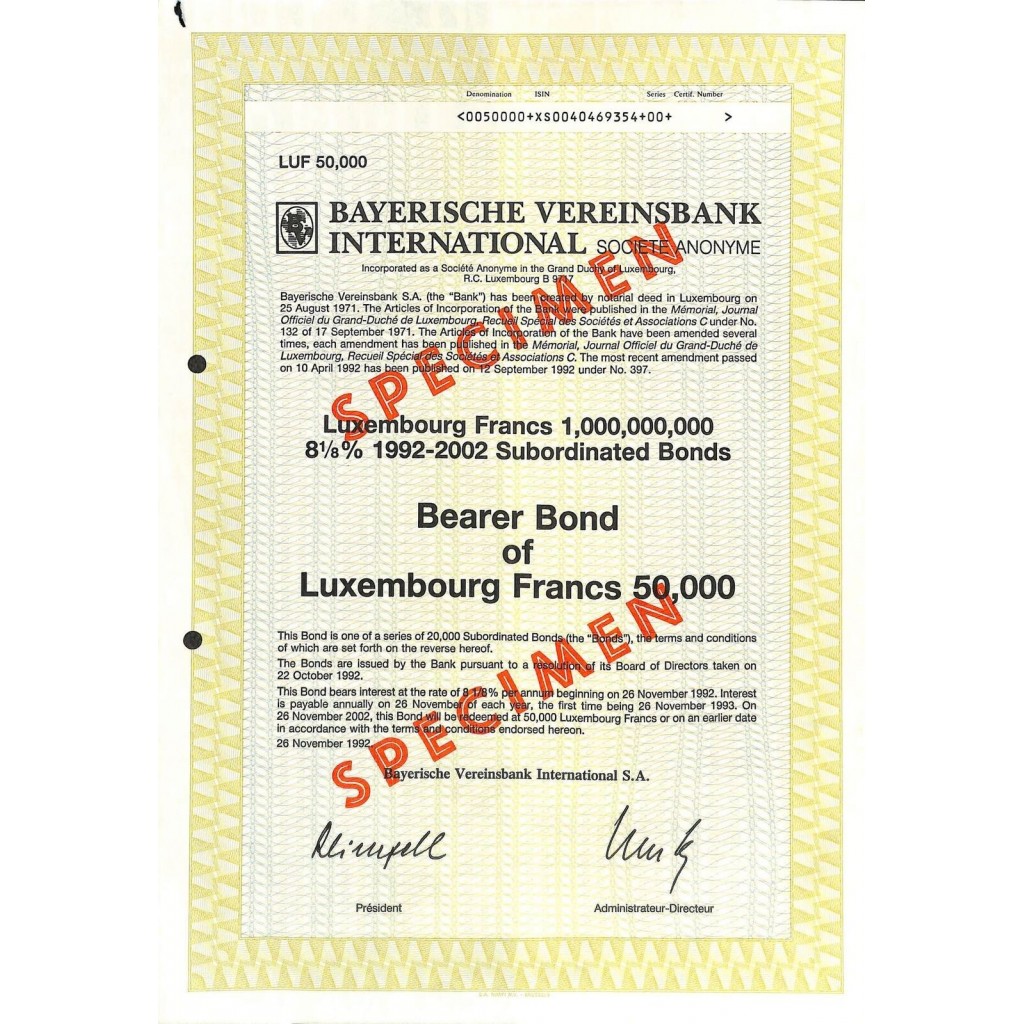 Denomination ISIN Series Certif. Number
<0050000+XS0040469354+00+ >
LUF 50,000
BAYERISCHE VEREINSBANK
INTERNATIONAL SOCIÉTÉ ANONYME
Incorporated as a Société Anonyme in the Grand Duchy of Luxembourg,
R.C. Luxembourg B 9717
Bayerische Vereinsbank S.A. (the "Bank") has been created by notarial deed in Luxembourg on
25 August 1971. The Articles of Incorporation of the Bank were published in the Mémorial, Journal
Officiel du Grand-Duché de Luxembourg, Recueil Spécial des Sociétés et Associations C under No.
132 of 17 September 1971. The Articles of Incorporation of the Bank have been amended several
times, each amendment has been published in the Mémorial, Journal Officiel du Grand-Duché de
Luxembourg, Recueil Spécial des Sociétés et Associations C. The most recent amendment passed
on 10 April 1992 has been published on 12 September 1992 under No. 397.
SPECIMEN
Luxembourg Francs 1,000,000,000
8⅛% 1992-2002 Subordinated Bonds
Bearer Bond
of
Luxembourg Francs 50,000
This Bond is one of a series of 20,000 Subordinated Bonds (the "Bonds"), the terms and conditions
of which are set forth on the reverse hereof.
The Bonds are issued by the Bank pursuant to a resolution of its Board of Directors taken on
22 October 1992.
This Bond bears interest at the rate of 8 1/8% per annum beginning on 26 November 1992. Interest
is payable annually on 26 November of each year, the first time being 26 November 1993. On
26 November 2002, this Bond will be redeemed at 50,000 Luxembourg Francs or on an earlier date
in accordance with the terms and conditions endorsed hereon.
26 November 1992
SPECIMEN
Bayerische Vereinsbank International S.A.
Président Administrateur-Directeur